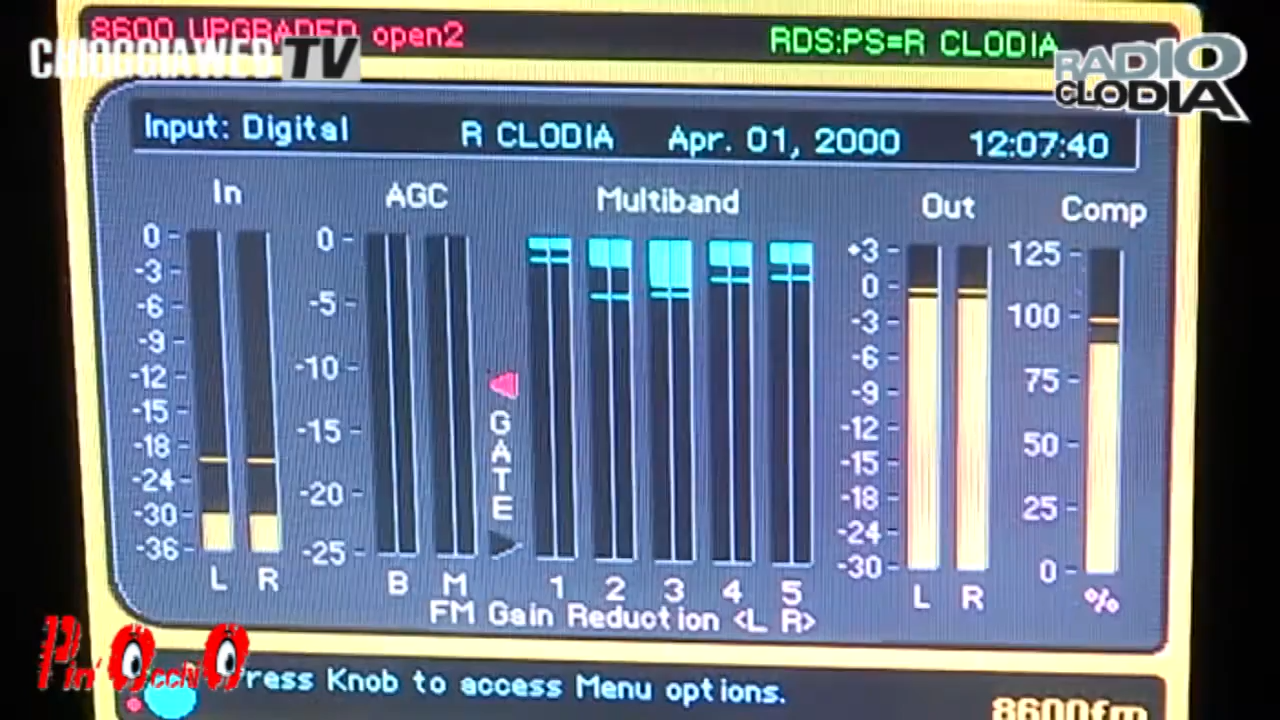 8600 UPGRADED open2
RDS:PS=R CLODIA
CHIOGGIAWEB TV
RADIO
CLODIA
Input: Digital R CLODIA Apr. 01, 2000 12:07:40
In AGC Multiband Out Comp
0 -3 -6 -9 -12 -15 -18 -24 -30 -36
0 -5 -10 -15 -20 -25
GATE
+3 0 -3 -6 -9 -12 -15 -18 -24 -30
125 100 75 50 25 0
L R B M 1 2 3 4 5 L R %
FM Gain Reduction <L R>
Pin'OcchiO
Press Knob to access Menu options.
8600fm